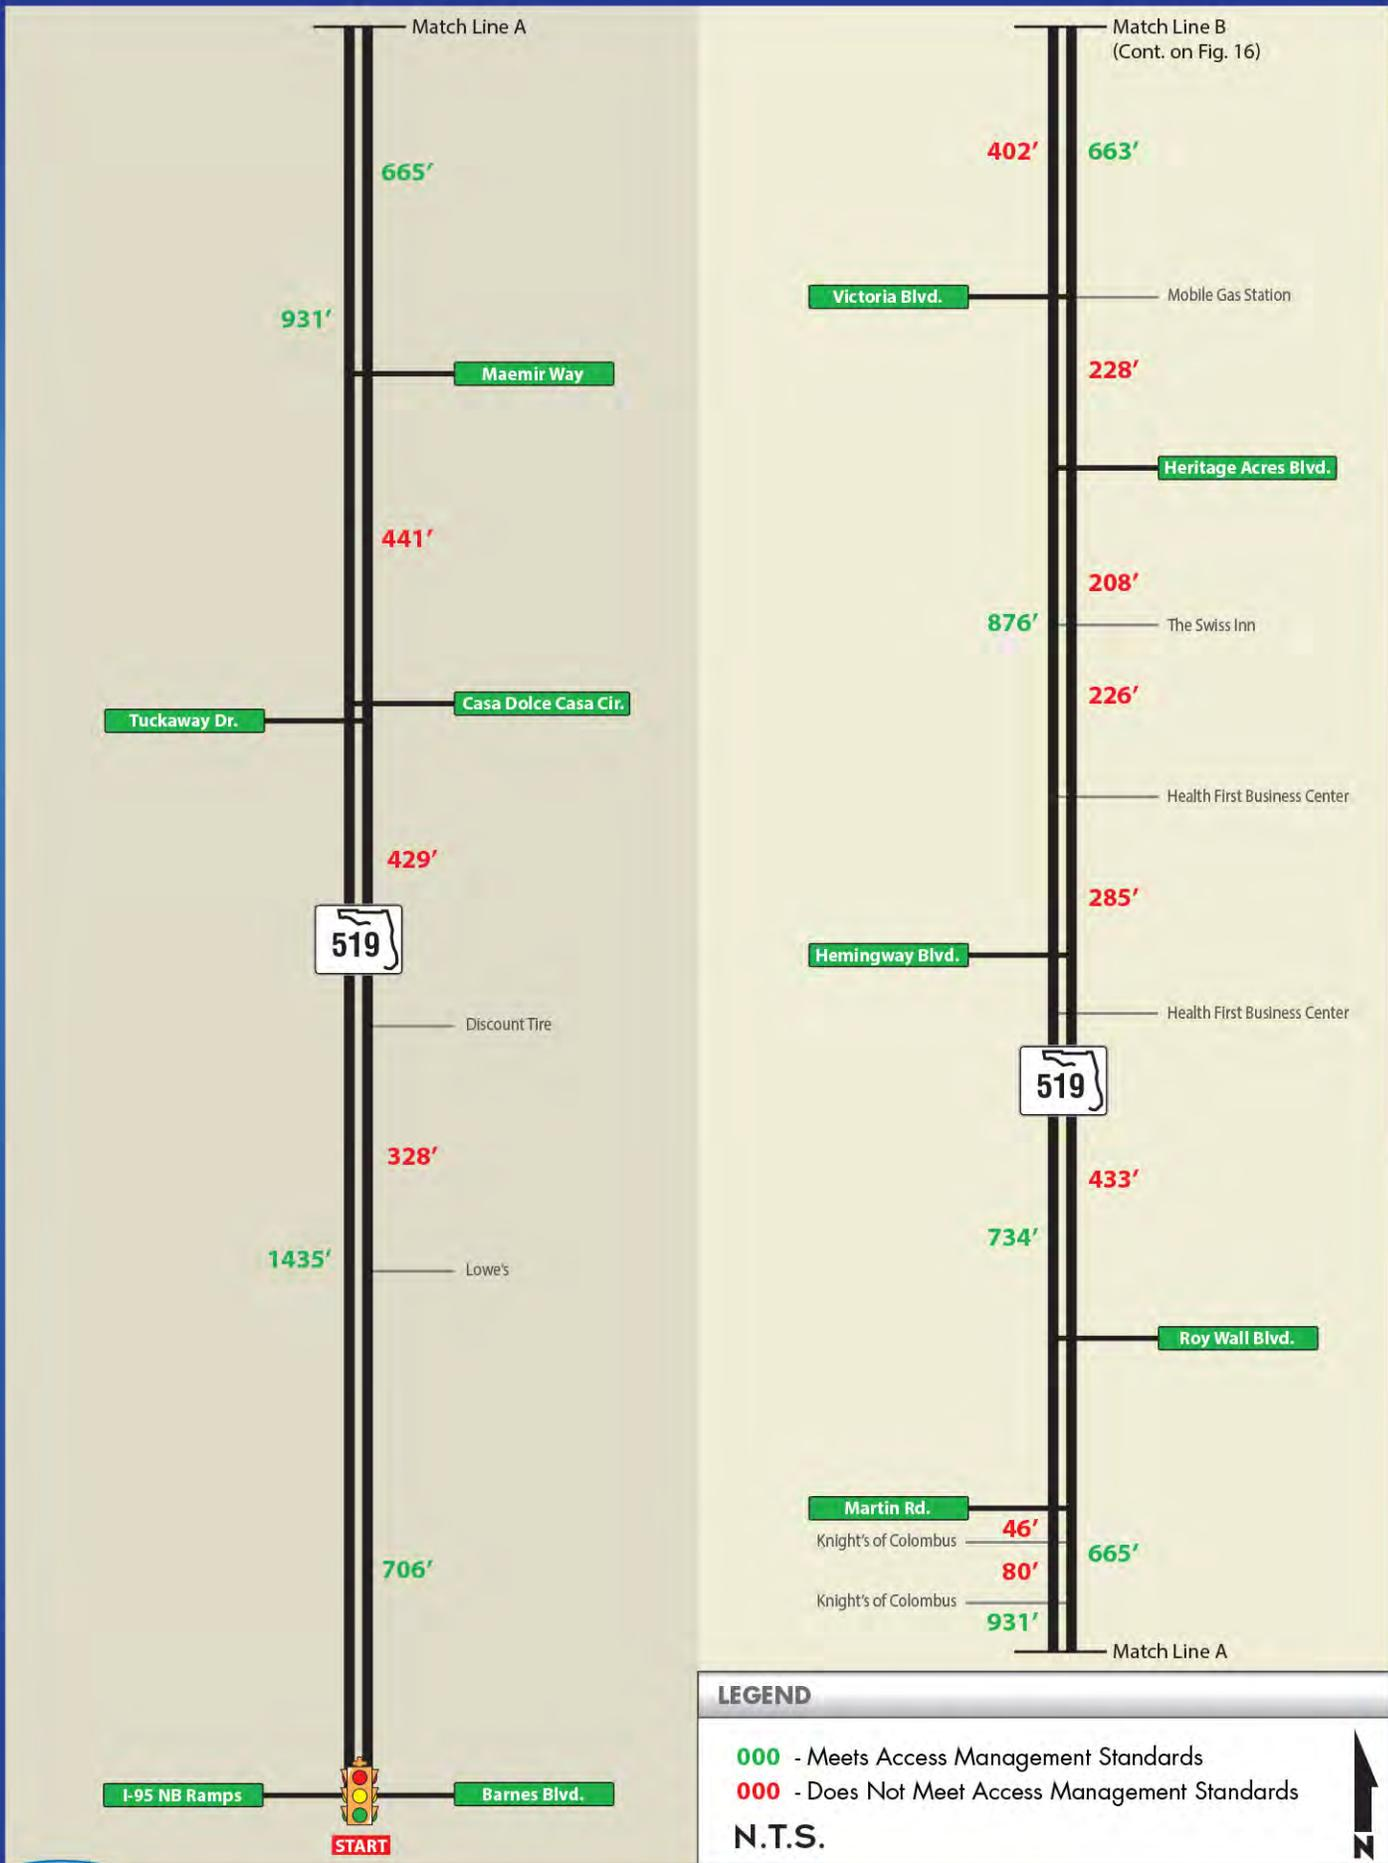 Match Line A
665′
931′
Maemir Way
441′
Casa Dolce Casa Cir.
Tuckaway Dr.
429′
519
Discount Tire
328′
1435′
Lowe's
706′
I-95 NB Ramps
Barnes Blvd.
START
Match Line B
(Cont. on Fig. 16)
402′
663′
Victoria Blvd.
Mobile Gas Station
228′
Heritage Acres Blvd.
208′
876′
The Swiss Inn
226′
Health First Business Center
285′
Hemingway Blvd.
Health First Business Center
519
433′
734′
Roy Wall Blvd.
Martin Rd.
46′
Knight's of Colombus
665′
80′
Knight's of Colombus
931′
Match Line A
LEGEND
000 - Meets Access Management Standards
000 - Does Not Meet Access Management Standards
N.T.S.
N